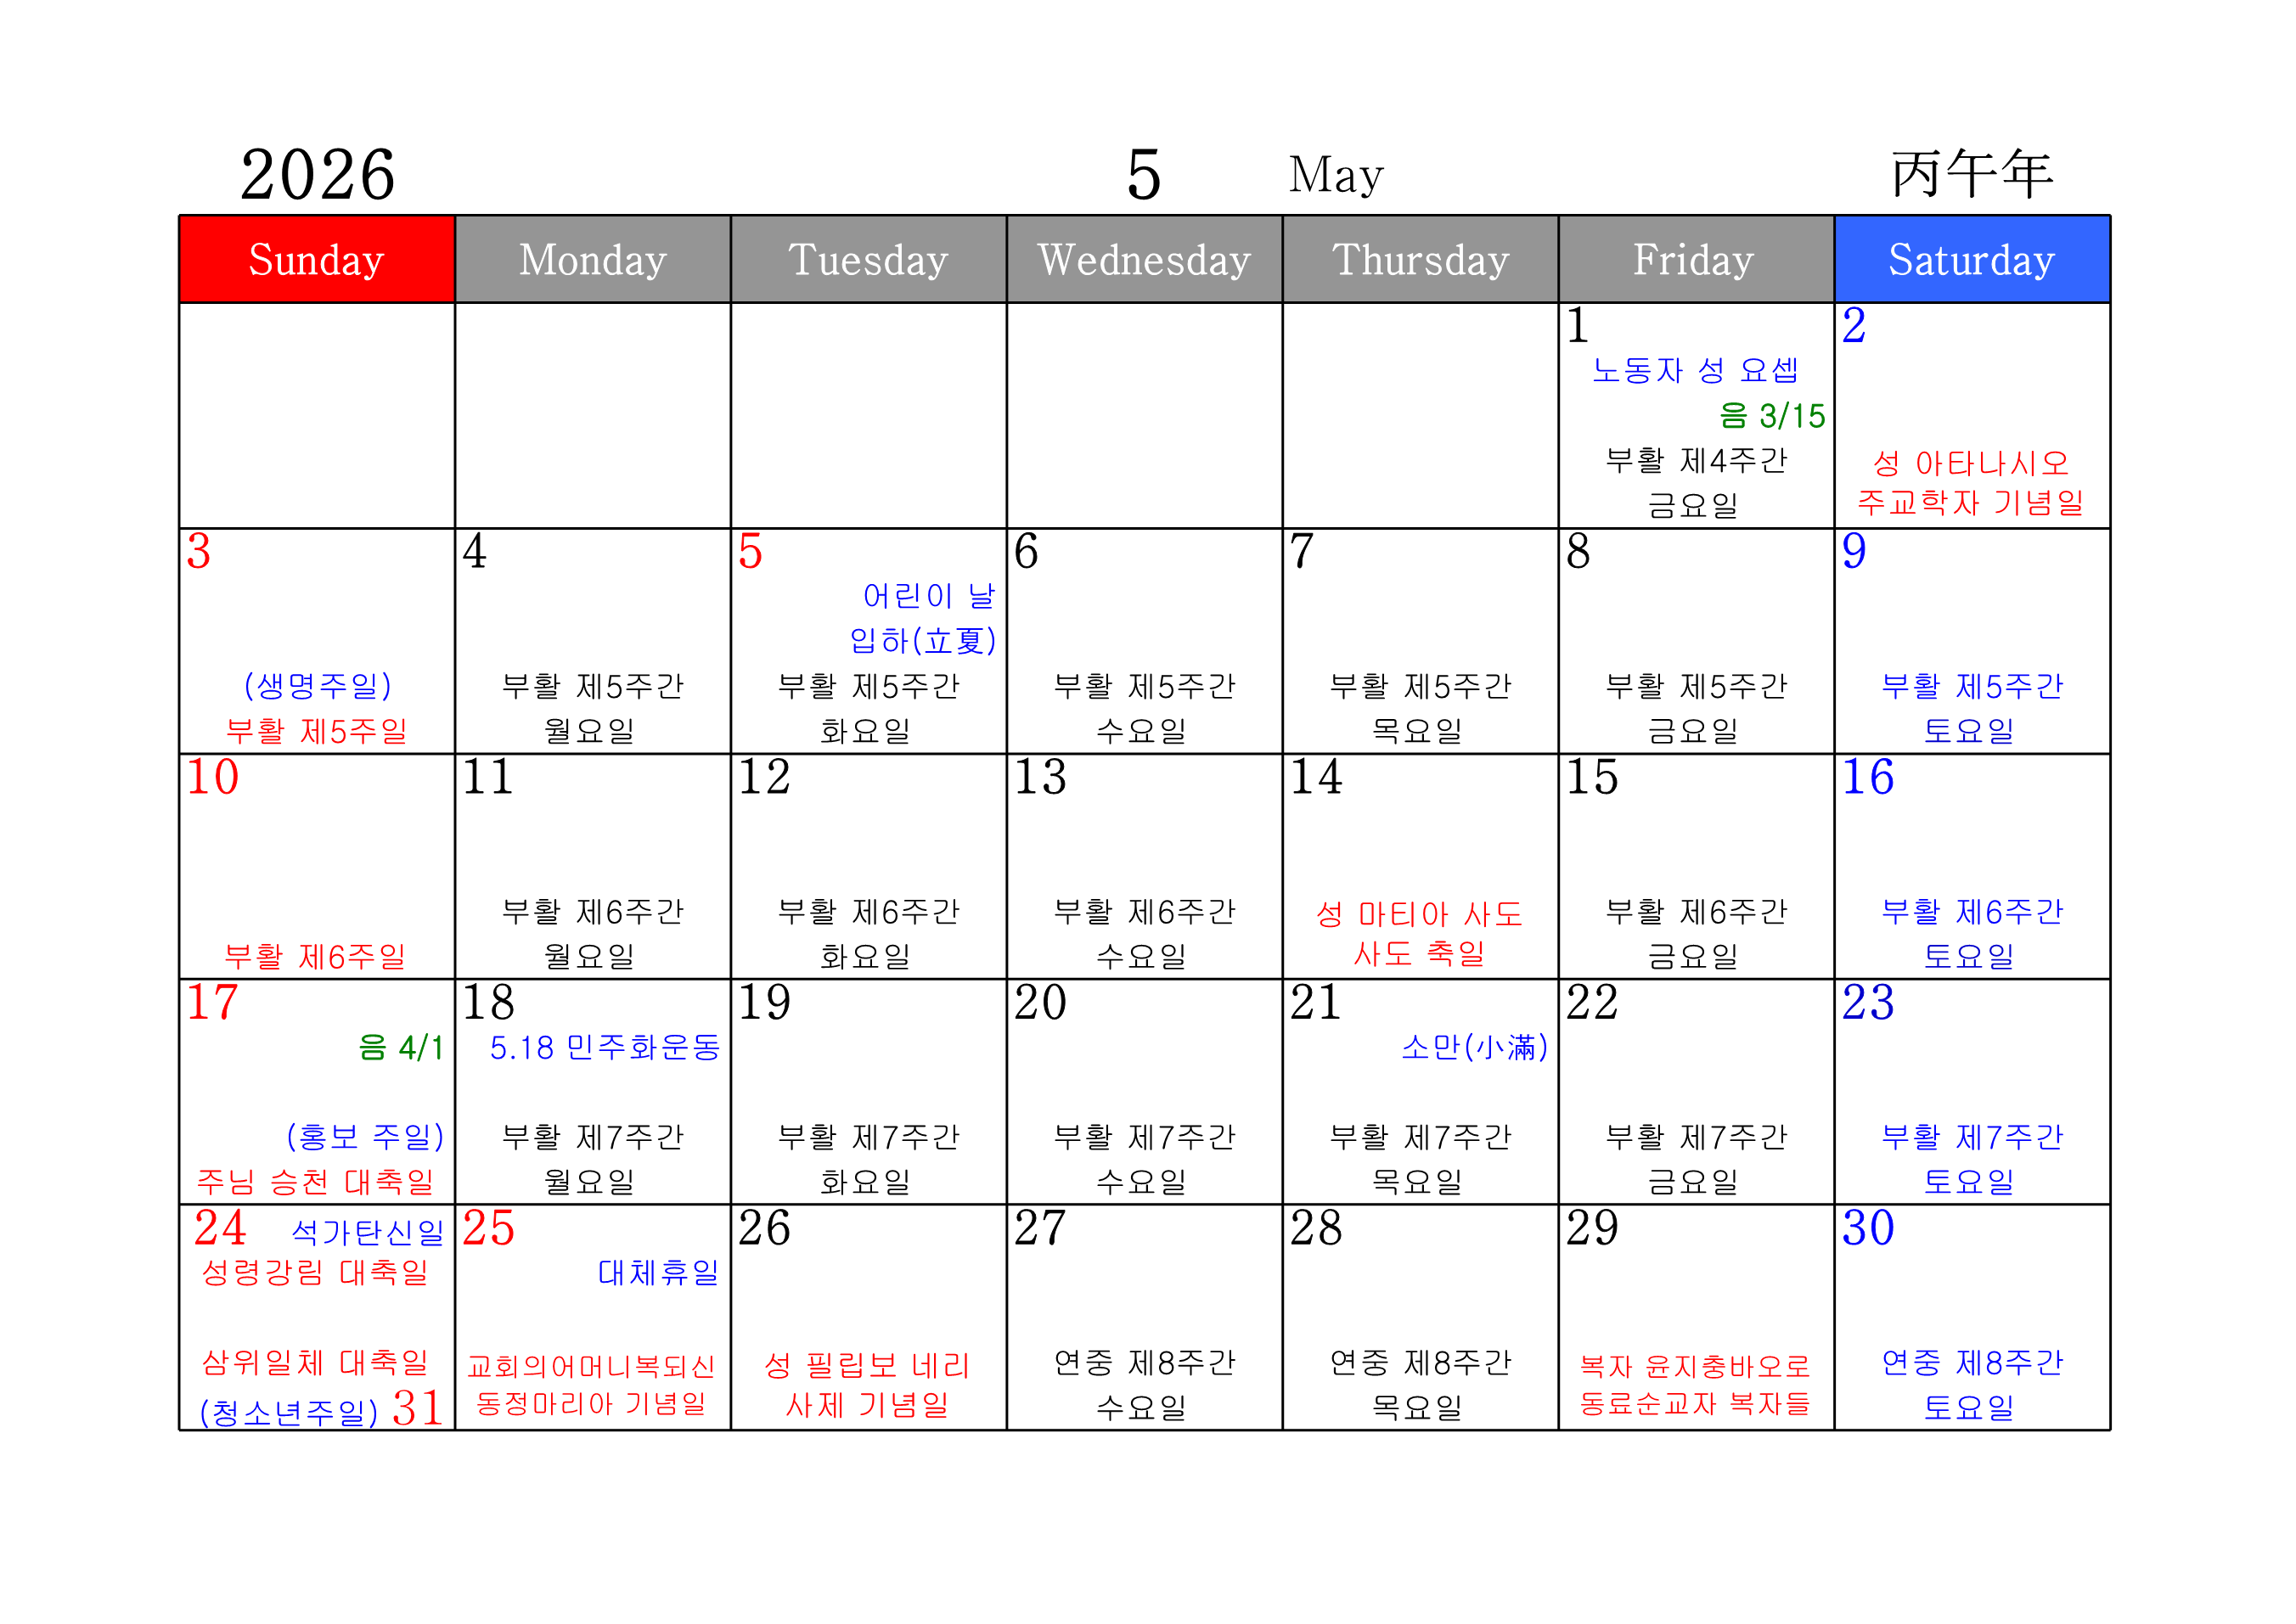 2026 5 May 丙午年
Sunday Monday Tuesday Wednesday Thursday Friday Saturday
1
노동자 성 요셉
음 3/15
부활 제4주간
금요일
2
성 아타나시오
주교학자 기념일
3
(생명주일)
부활 제5주일
4
부활 제5주간
월요일
5
어린이 날
입하(立夏)
부활 제5주간
화요일
6
부활 제5주간
수요일
7
부활 제5주간
목요일
8
부활 제5주간
금요일
9
부활 제5주간
토요일
10
부활 제6주일
11
부활 제6주간
월요일
12
부활 제6주간
화요일
13
부활 제6주간
수요일
14
성 마티아 사도
사도 축일
15
부활 제6주간
금요일
16
부활 제6주간
토요일
17
음 4/1
(홍보 주일)
주님 승천 대축일
18
5.18 민주화운동
부활 제7주간
월요일
19
부활 제7주간
화요일
20
부활 제7주간
수요일
21
소만(小滿)
부활 제7주간
목요일
22
부활 제7주간
금요일
23
부활 제7주간
토요일
24 석가탄신일
성령강림 대축일
삼위일체 대축일
(청소년주일) 31
25
대체휴일
교회의어머니복되신
동정마리아 기념일
26
성 필립보 네리
사제 기념일
27
연중 제8주간
수요일
28
연중 제8주간
목요일
29
복자 윤지충바오로
동료순교자 복자들
30
연중 제8주간
토요일